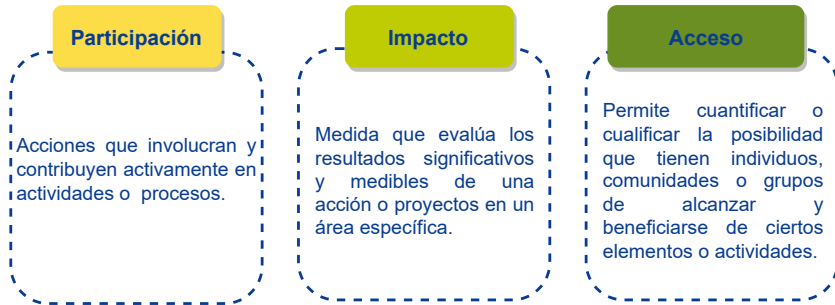 Participación
Acciones que involucran y
contribuyen activamente en
actividades o procesos.
Impacto
Medida que evalúa los
resultados significativos
y medibles de una
acción o proyectos en un
área específica.
Acceso
Permite cuantificar o
cualificar la posibilidad
que tienen individuos,
comunidades o grupos
de alcanzar y
beneficiarse de ciertos
elementos o actividades.